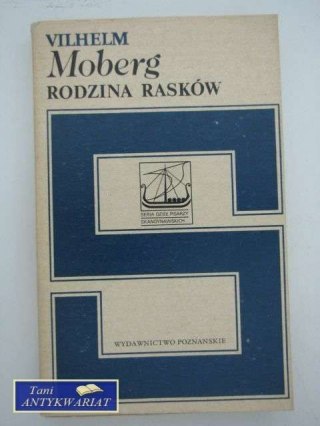 VILHELM
Moberg
RODZINA RASKÓW
SERIA DZIEŁ PISARZY
SKANDYNAWSKICH
WYDAWNICTWO POZNAŃSKIE
Tani
ANTYKWARIAT